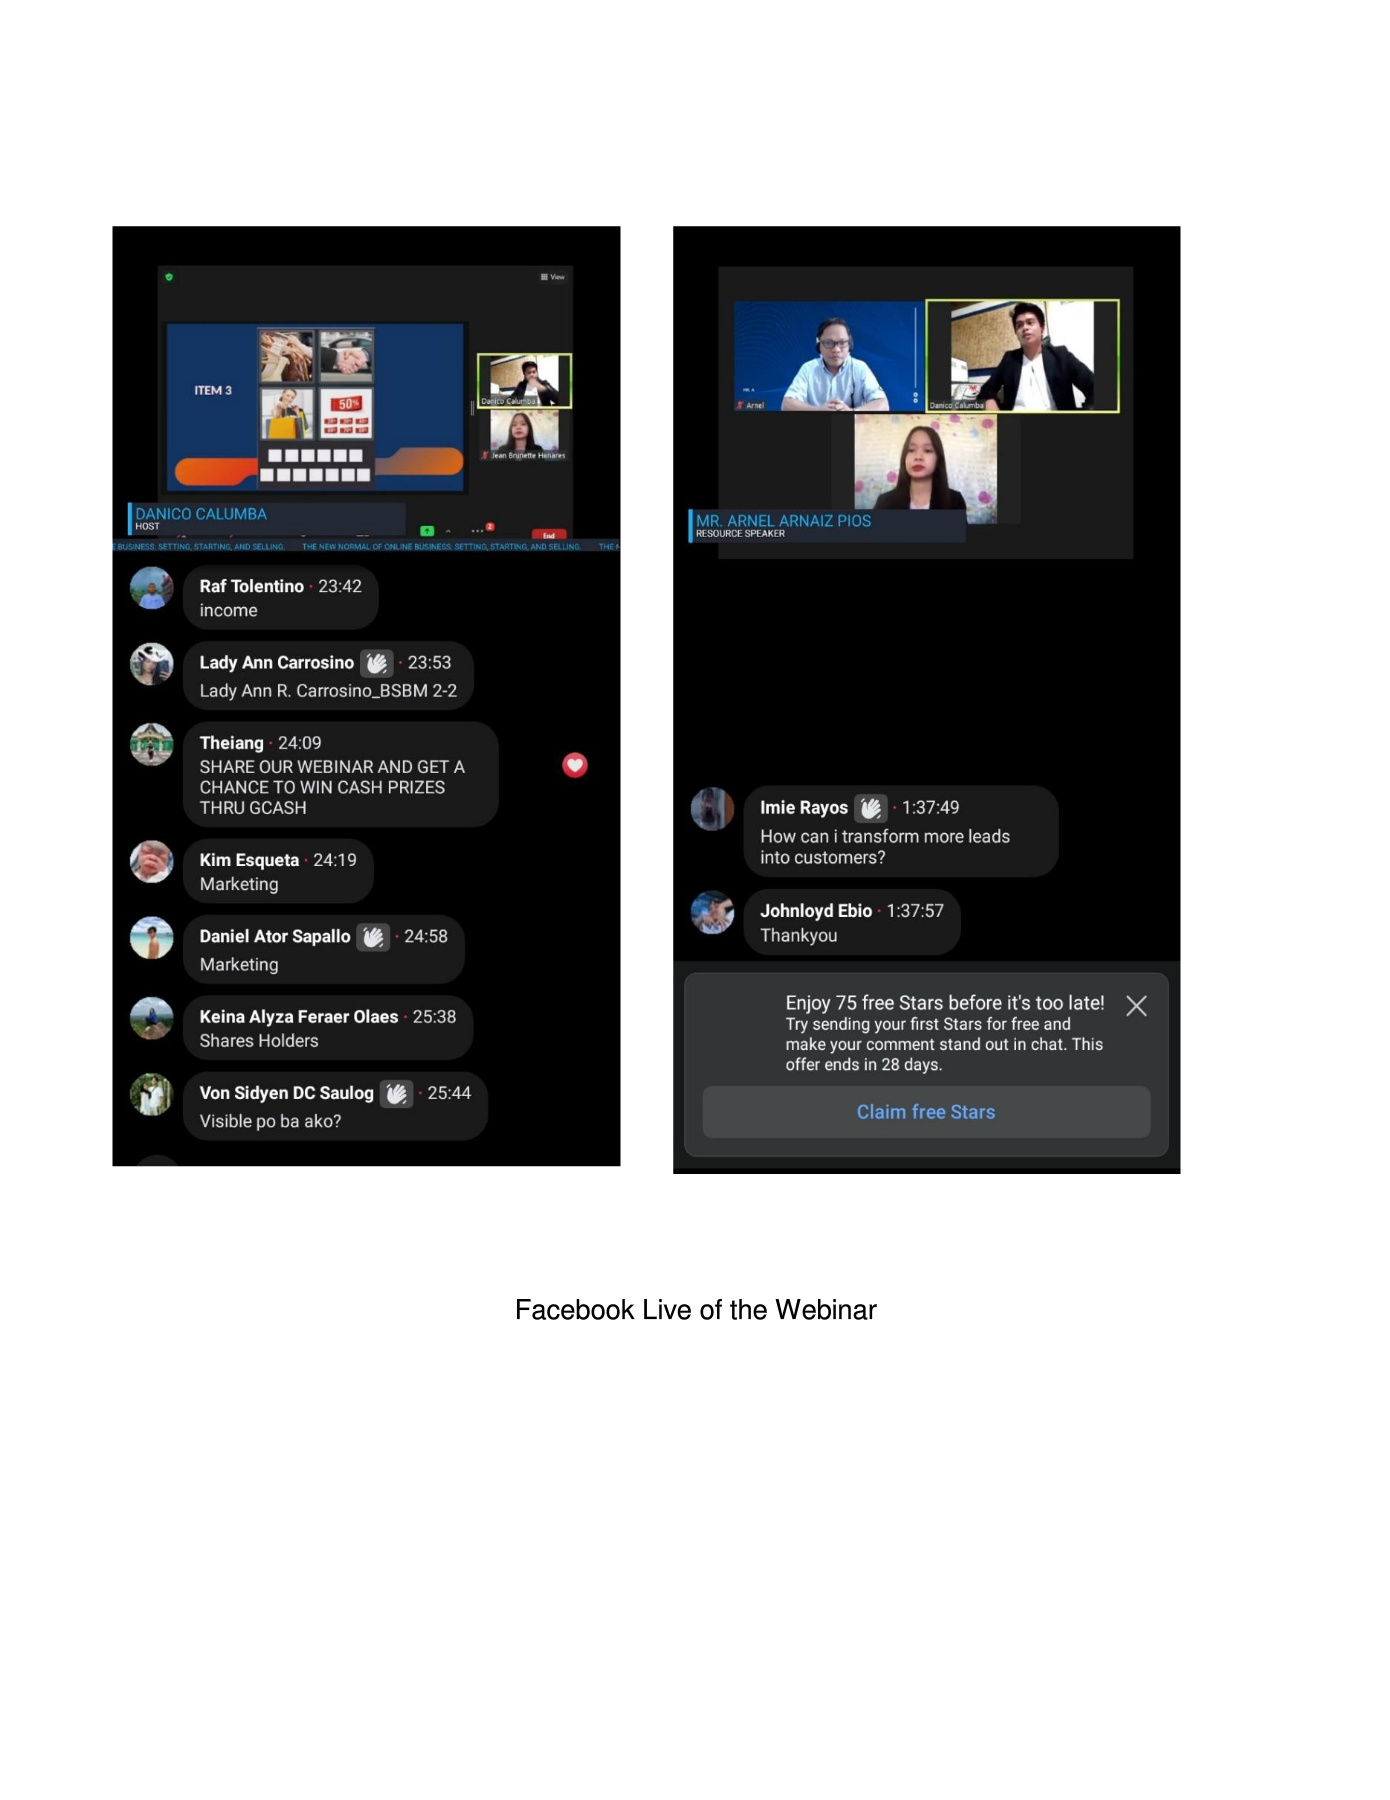 View
ITEM 3
50%
Danico Calumba
Jean Brunette Henares
DANICO CALUMBA
HOST
End
E BUSINESS: SETTING, STARTING, AND SELLING. THE NEW NORMAL OF ONLINE BUSINESS: SETTING, STARTING, AND SELLING. THE N
Raf Tolentino · 23:42
income
Lady Ann Carrosino 👋 · 23:53
Lady Ann R. Carrosino_BSBM 2-2
Theiang · 24:09
SHARE OUR WEBINAR AND GET A
CHANCE TO WIN CASH PRIZES
THRU GCASH
Kim Esqueta · 24:19
Marketing
Daniel Ator Sapallo 👋 · 24:58
Marketing
Keina Alyza Feraer Olaes · 25:38
Shares Holders
Von Sidyen DC Saulog 👋 · 25:44
Visible po ba ako?
MR. A
Arnel
Danico Calumba
MR. ARNEL ARNAIZ PIOS
RESOURCE SPEAKER
Imie Rayos 👋 · 1:37:49
How can i transform more leads
into customers?
Johnloyd Ebio · 1:37:57
Thankyou
Enjoy 75 free Stars before it's too late!
Try sending your first Stars for free and
make your comment stand out in chat. This
offer ends in 28 days.
Claim free Stars
Facebook Live of the Webinar